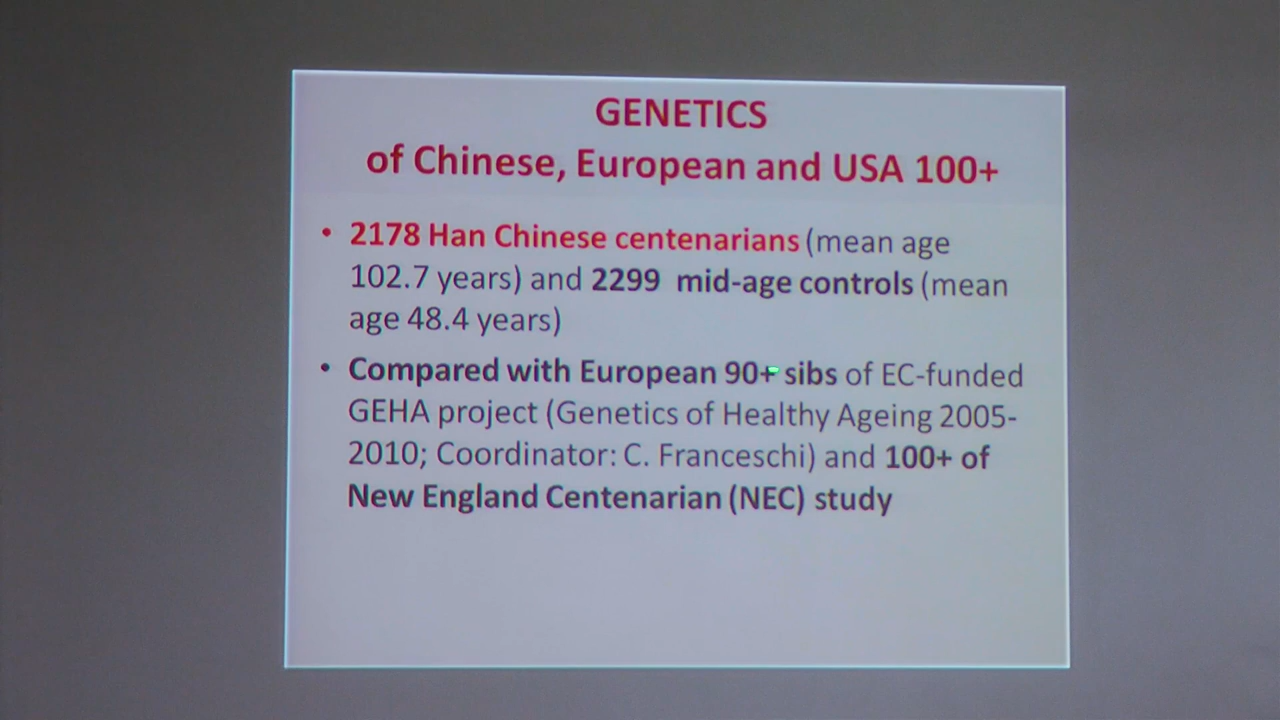 GENETICS
of Chinese, European and USA 100+
• 2178 Han Chinese centenarians (mean age
102.7 years) and 2299 mid-age controls (mean
age 48.4 years)
• Compared with European 90+ sibs of EC-funded
GEHA project (Genetics of Healthy Ageing 2005-
2010; Coordinator: C. Franceschi) and 100+ of
New England Centenarian (NEC) study